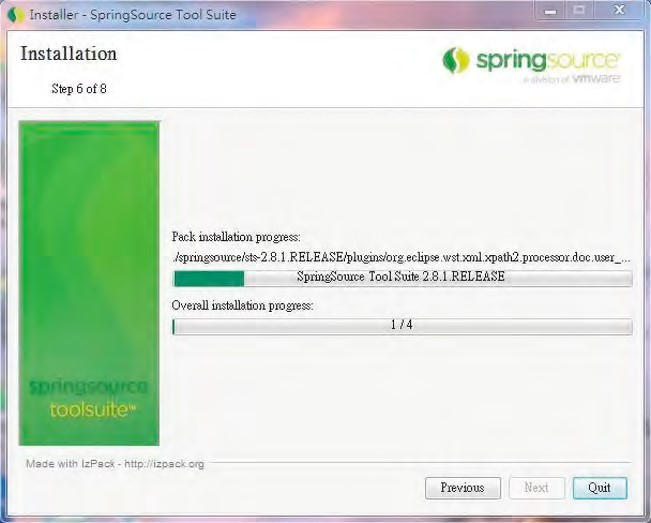 Installer - SpringSource Tool Suite
Installation
Step 6 of 8
springsource
a division of vmware
Pack installation progress:
./springsource/sts-2.8.1.RELEASE/plugins/org.eclipse.wst.xml.xpath2.processor.doc.user_...
SpringSource Tool Suite 2.8.1.RELEASE
Overall installation progress:
1 / 4
springsource
toolsuite™
Made with IzPack - http://izpack.org
Previous
Next
Quit